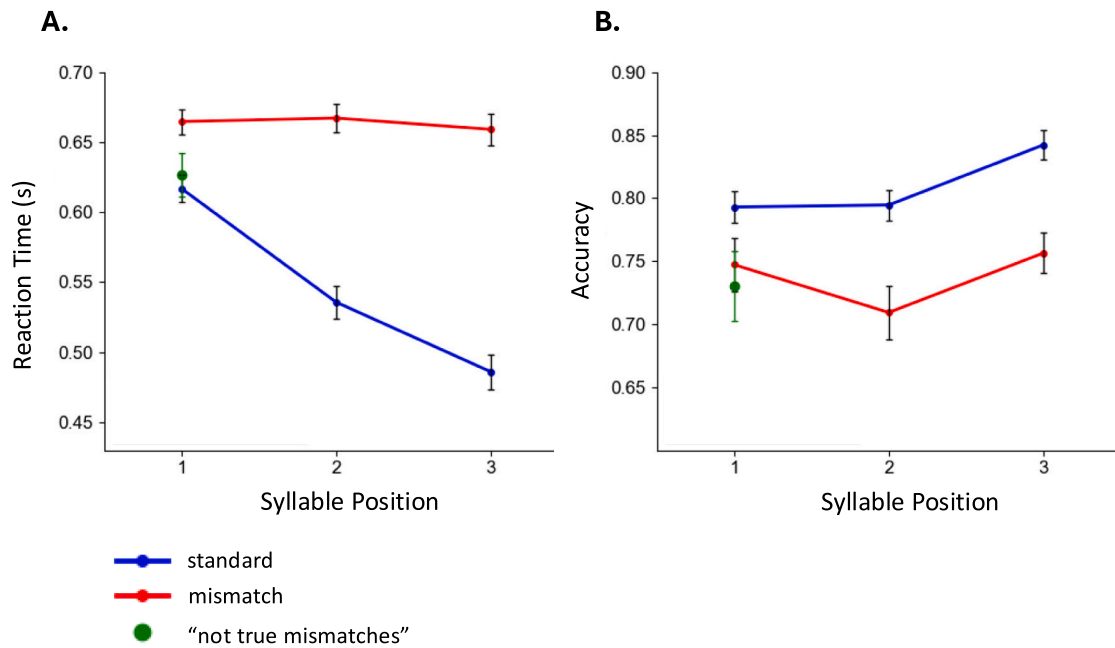 A.
B.
0.70
0.65
0.60
0.55
0.50
0.45
Reaction Time (s)
1 2 3
Syllable Position
0.90
0.85
0.80
0.75
0.70
0.65
Accuracy
1 2 3
Syllable Position
standard
mismatch
“not true mismatches”